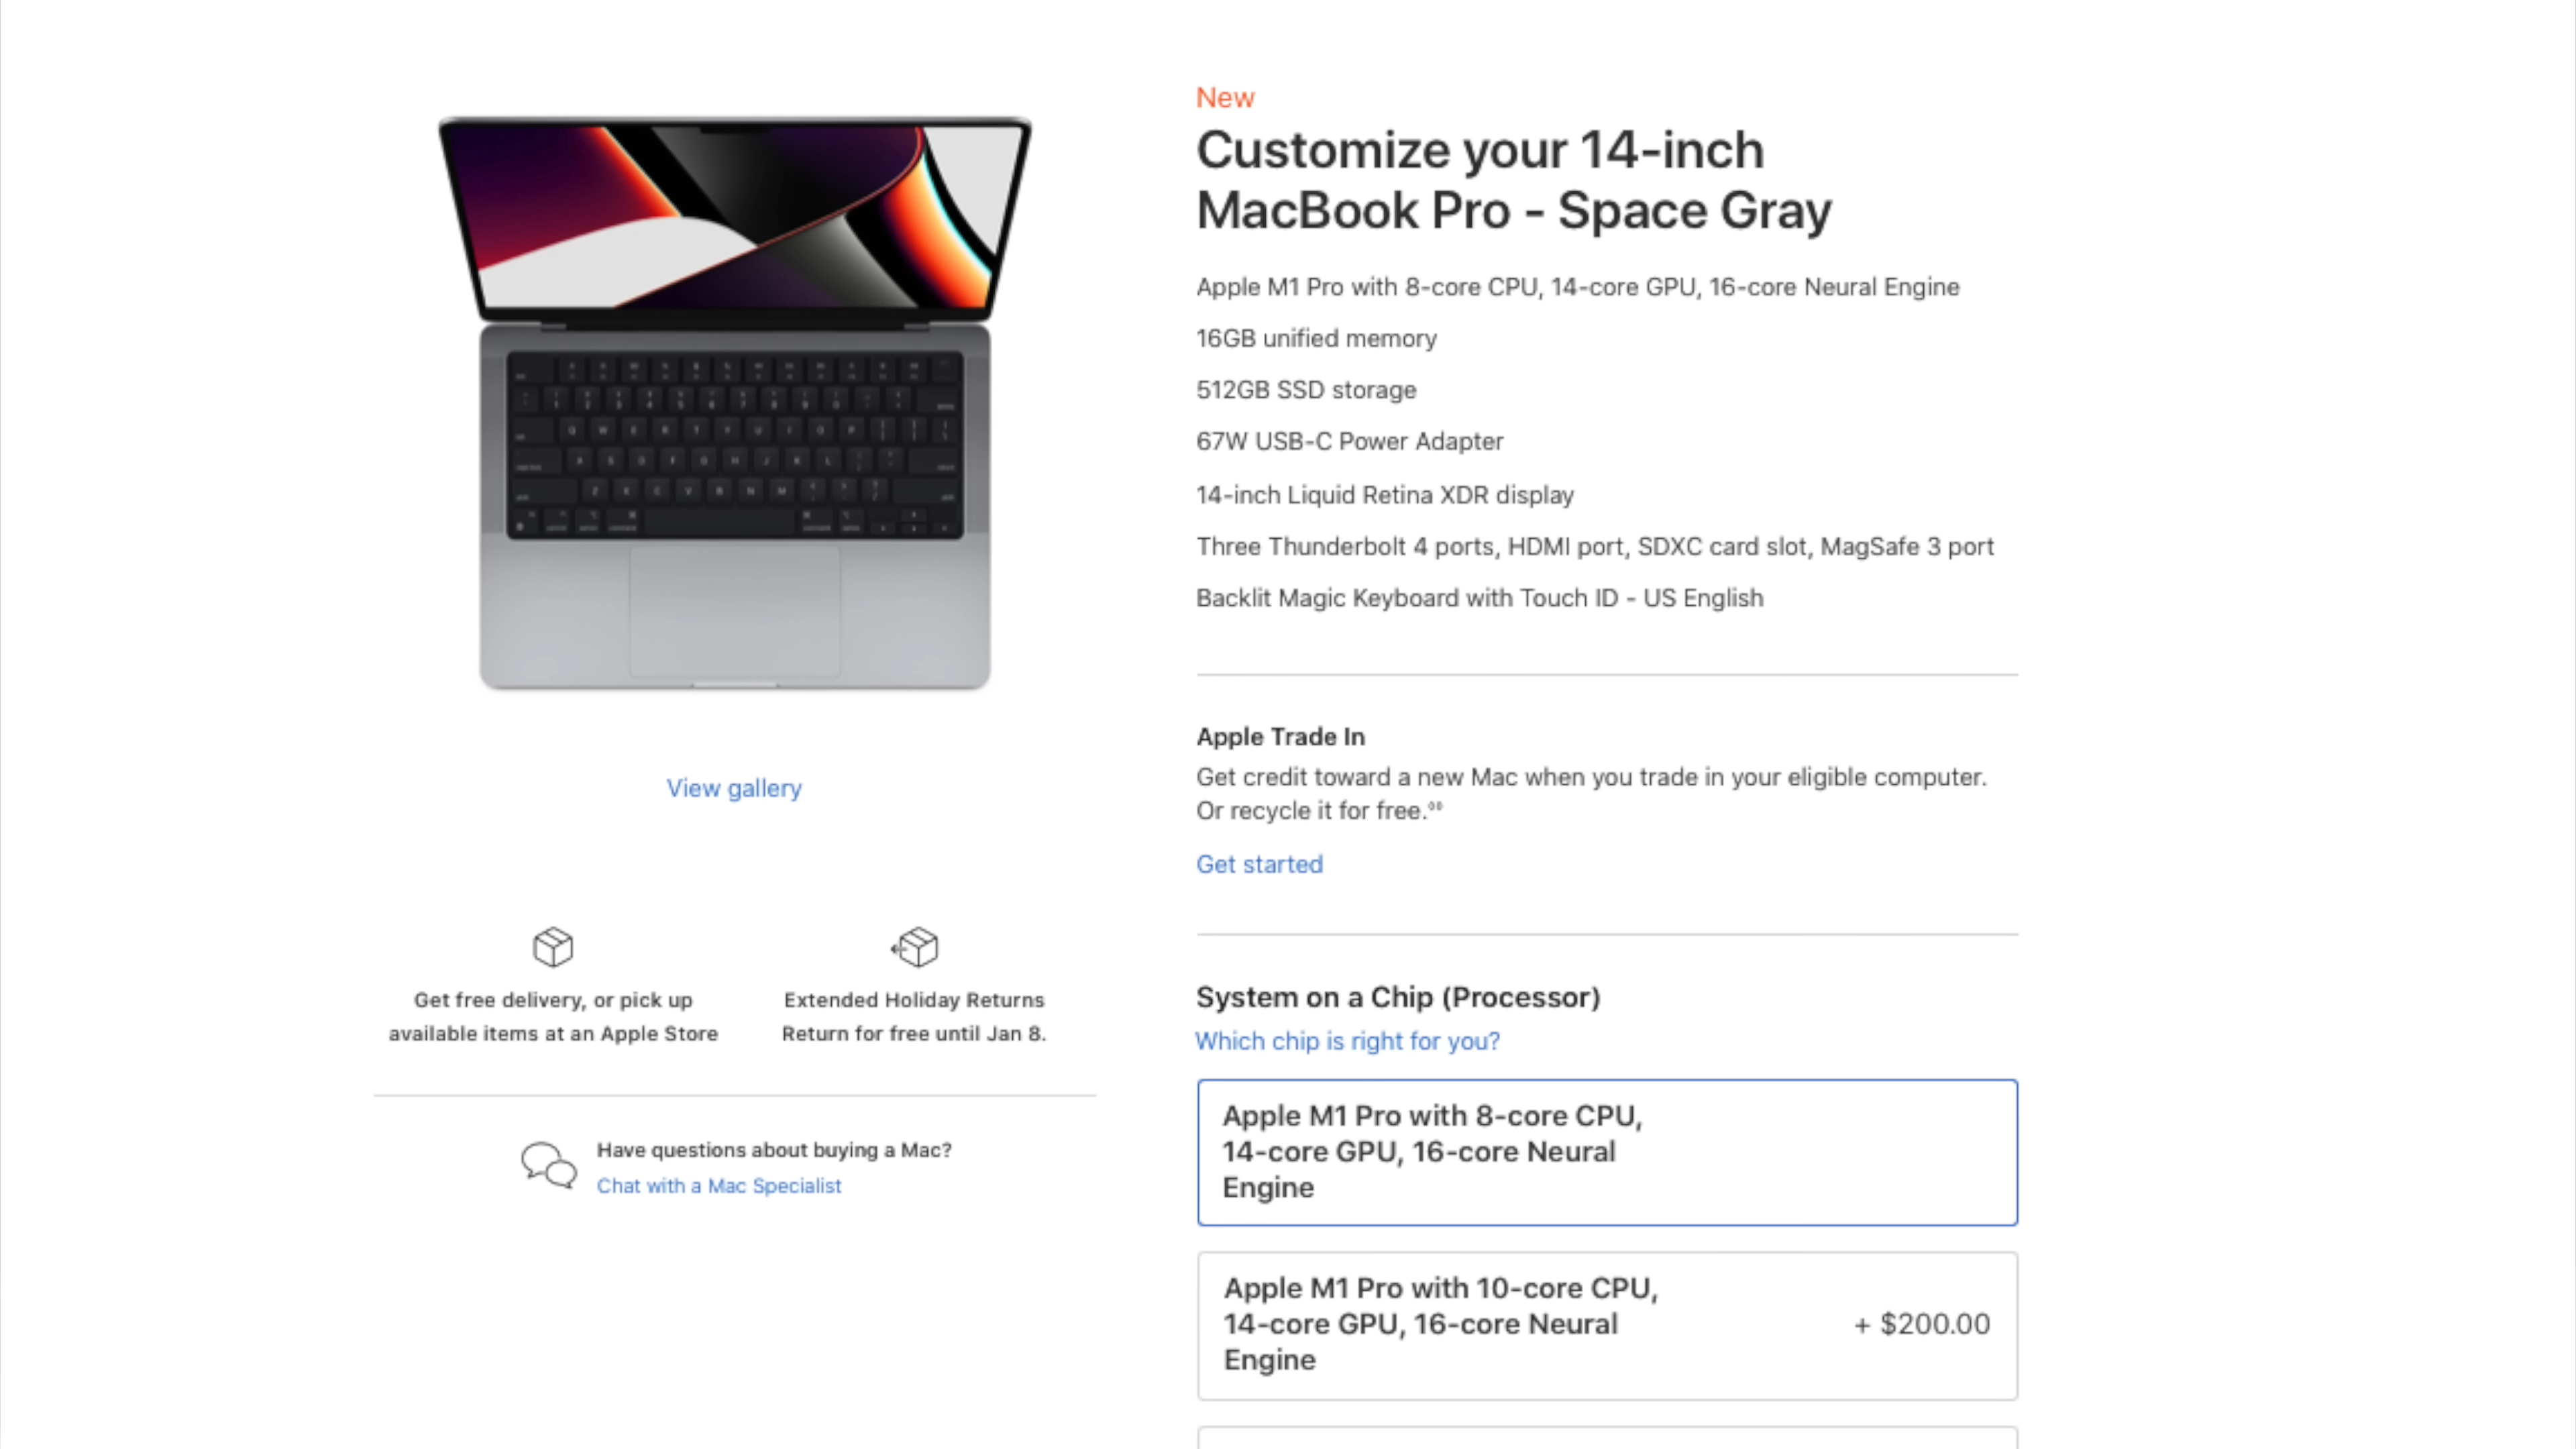 New
Customize your 14-inch
MacBook Pro - Space Gray
Apple M1 Pro with 8-core CPU, 14-core GPU, 16-core Neural Engine
16GB unified memory
512GB SSD storage
67W USB-C Power Adapter
14-inch Liquid Retina XDR display
Three Thunderbolt 4 ports, HDMI port, SDXC card slot, MagSafe 3 port
Backlit Magic Keyboard with Touch ID - US English
View gallery
Get free delivery, or pick up
available items at an Apple Store
Extended Holiday Returns
Return for free until Jan 8.
Have questions about buying a Mac?
Chat with a Mac Specialist
Apple Trade In
Get credit toward a new Mac when you trade in your eligible computer.
Or recycle it for free.◊◊
Get started
System on a Chip (Processor)
Which chip is right for you?
Apple M1 Pro with 8-core CPU,
14-core GPU, 16-core Neural
Engine
Apple M1 Pro with 10-core CPU,
14-core GPU, 16-core Neural
Engine
+ $200.00